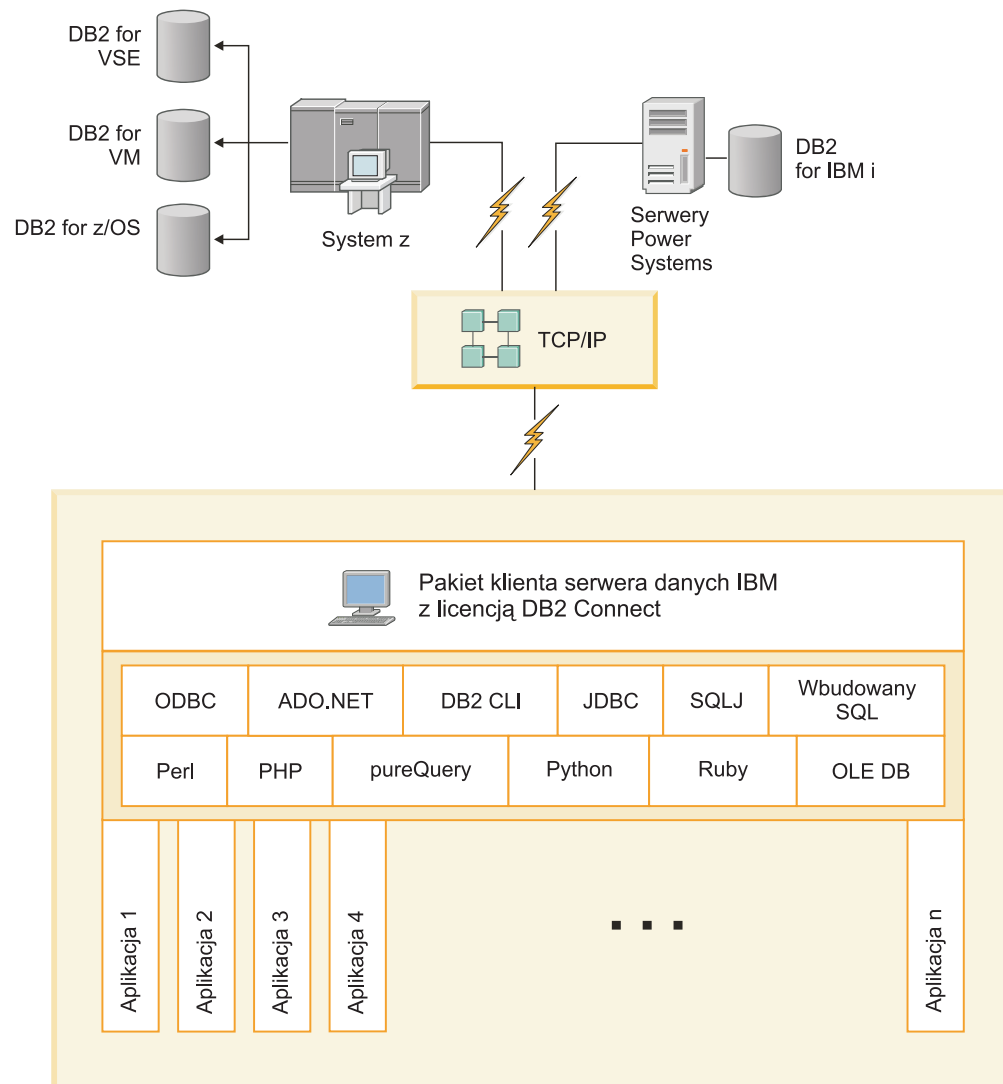 DB2 for
VSE
DB2 for
VM
DB2 for z/OS
System z
Serwery
Power
Systems
DB2
for IBM i
TCP/IP
Pakiet klienta serwera danych IBM
z licencją DB2 Connect
ODBC
ADO.NET
DB2 CLI
JDBC
SQLJ
Wbudowany
SQL
Perl
PHP
pureQuery
Python
Ruby
OLE DB
Aplikacja 1
Aplikacja 2
Aplikacja 3
Aplikacja 4
. . .
Aplikacja n